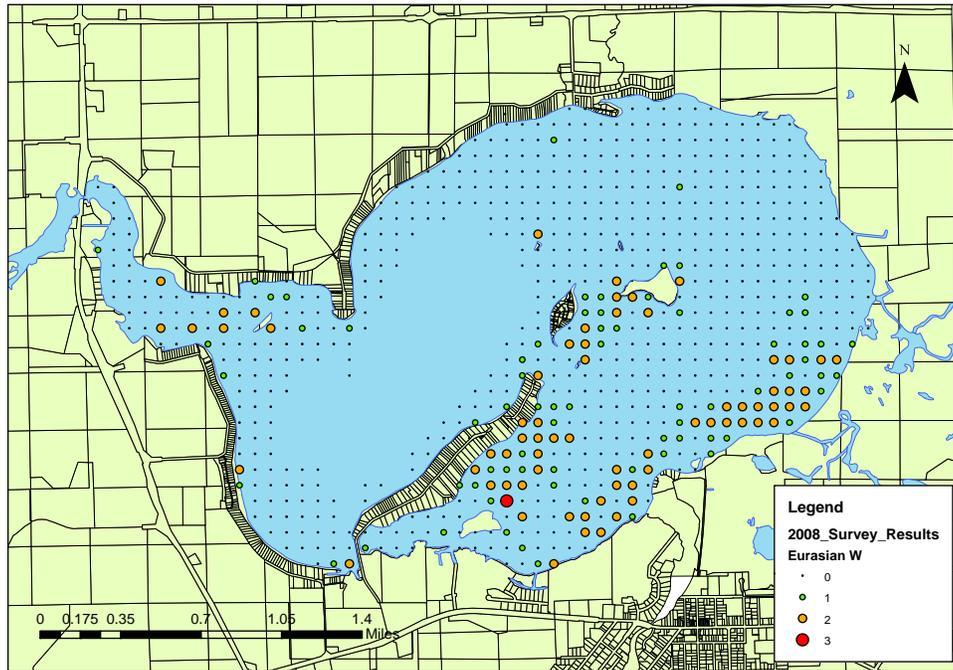 N
Legend
2008_Survey_Results
Eurasian W
0
1
2
3
0 0.175 0.35 0.7 1.05 1.4
Miles